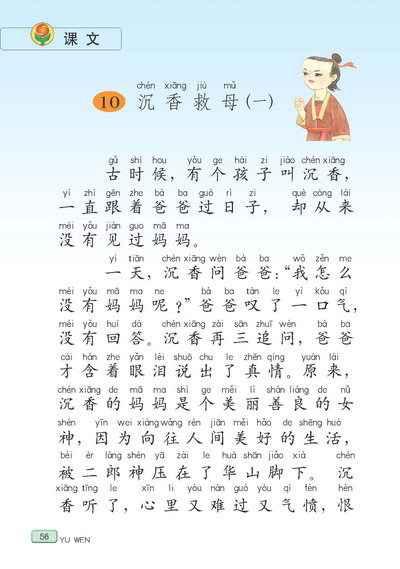 课文
chén xiāng jiù mǔ
10 沉香救母(一)
gǔ shí hou yǒu ge hái zi jiào chén xiāng
古时候,有个孩子叫沉香,
yì zhí gēn zhe bà ba guò rì zi què cóng lái
一直跟着爸爸过日子,却从来
méi yǒu jiàn guo mā ma
没有见过妈妈。
yì tiān chén xiāng wèn bà ba wǒ zěn me
一天,沉香问爸爸:“我怎么
méi yǒu mā ma ne bà ba tàn le yì kǒu qì
没有妈妈呢?”爸爸叹了一口气,
méi yǒu huí dá chén xiāng zài sān zhuī wèn bà ba
没有回答。沉香再三追问,爸爸
cái hán zhe yǎn lèi shuō chu le zhēn qíng yuán lái
才含着眼泪说出了真情。原来,
chén xiāng de mā ma shì ge měi lì shàn liáng de nǚ
沉香的妈妈是个美丽善良的女
shén yīn wei xiàng wǎng rén jiān měi hǎo de shēng huó
神,因为向往人间美好的生活,
bèi èr láng shén yā zài le huà shān jiǎo xià chén
被二郎神压在了华山脚下。沉
xiāng tīng le xīn li yòu nán guò yòu qì fèn hèn
香听了,心里又难过又气愤,恨
56 YU WEN